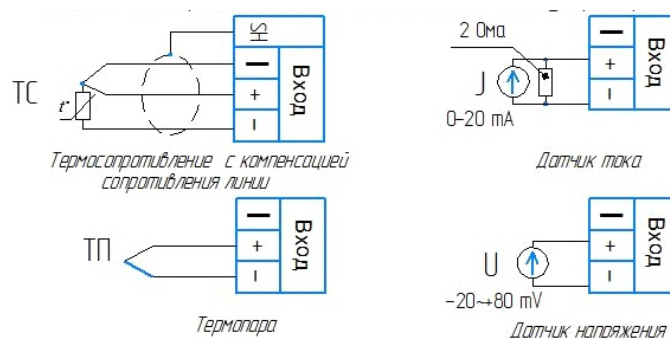 SH
Вход
ТС
t°
+
Термосопротивление с компенсацией
сопротивления линии
2 Ома
Вход
+
J
0-20 mA
Датчик тока
ТП
+
Вход
Термопара
Вход
+
U
-20~+80 mV
Датчик напряжения